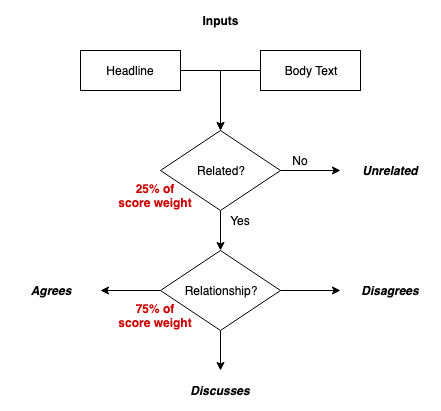 Inputs
Headline
Body Text
Related?
No
Unrelated
25% of
score weight
Yes
Agrees
Relationship?
Disagrees
75% of
score weight
Discusses